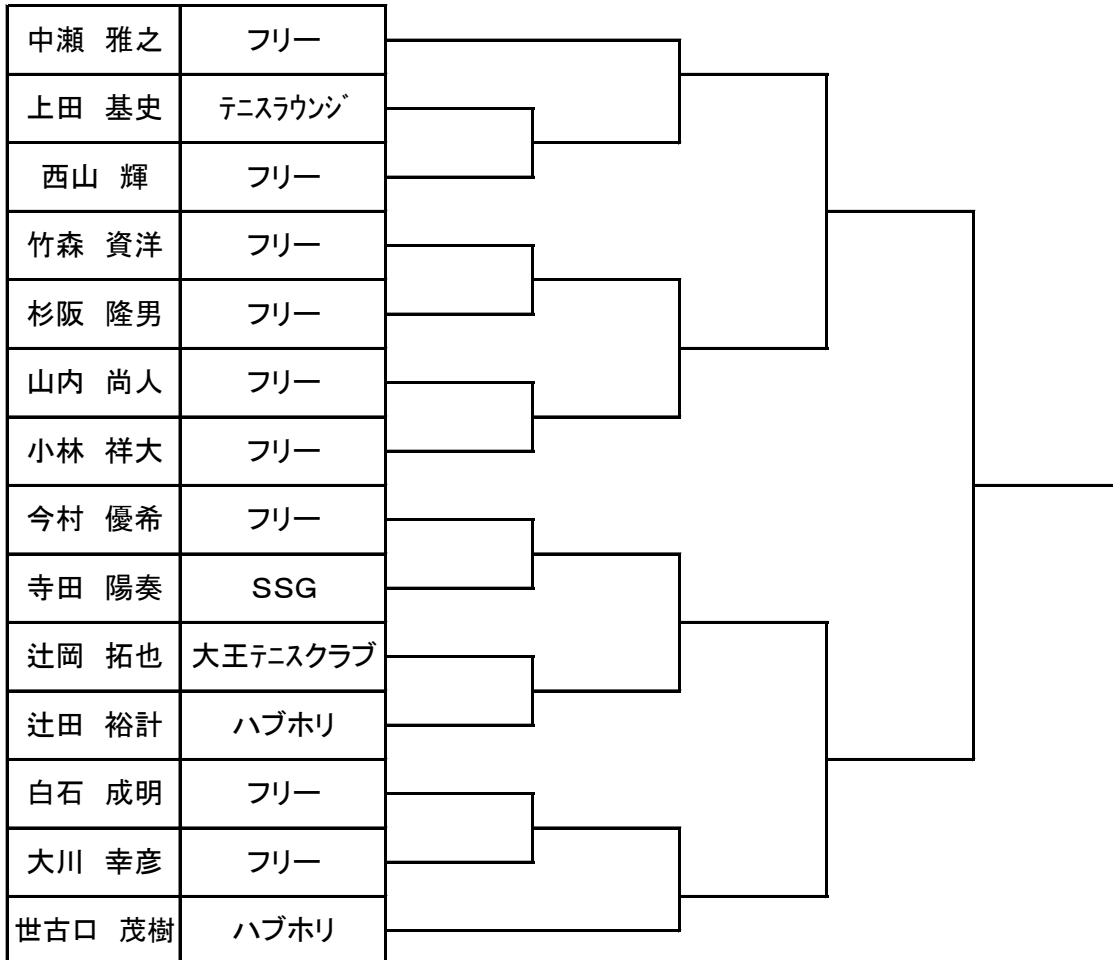 中瀬 雅之 フリー
上田 基史 ﾃﾆｽﾗｳﾝｼﾞ
西山 輝 フリー
竹森 資洋 フリー
杉阪 隆男 フリー
山内 尚人 フリー
小林 祥大 フリー
今村 優希 フリー
寺田 陽奏 SSG
辻岡 拓也 大王ﾃﾆｽクラブ
辻田 裕計 ハブホリ
白石 成明 フリー
大川 幸彦 フリー
世古口 茂樹 ハブホリ